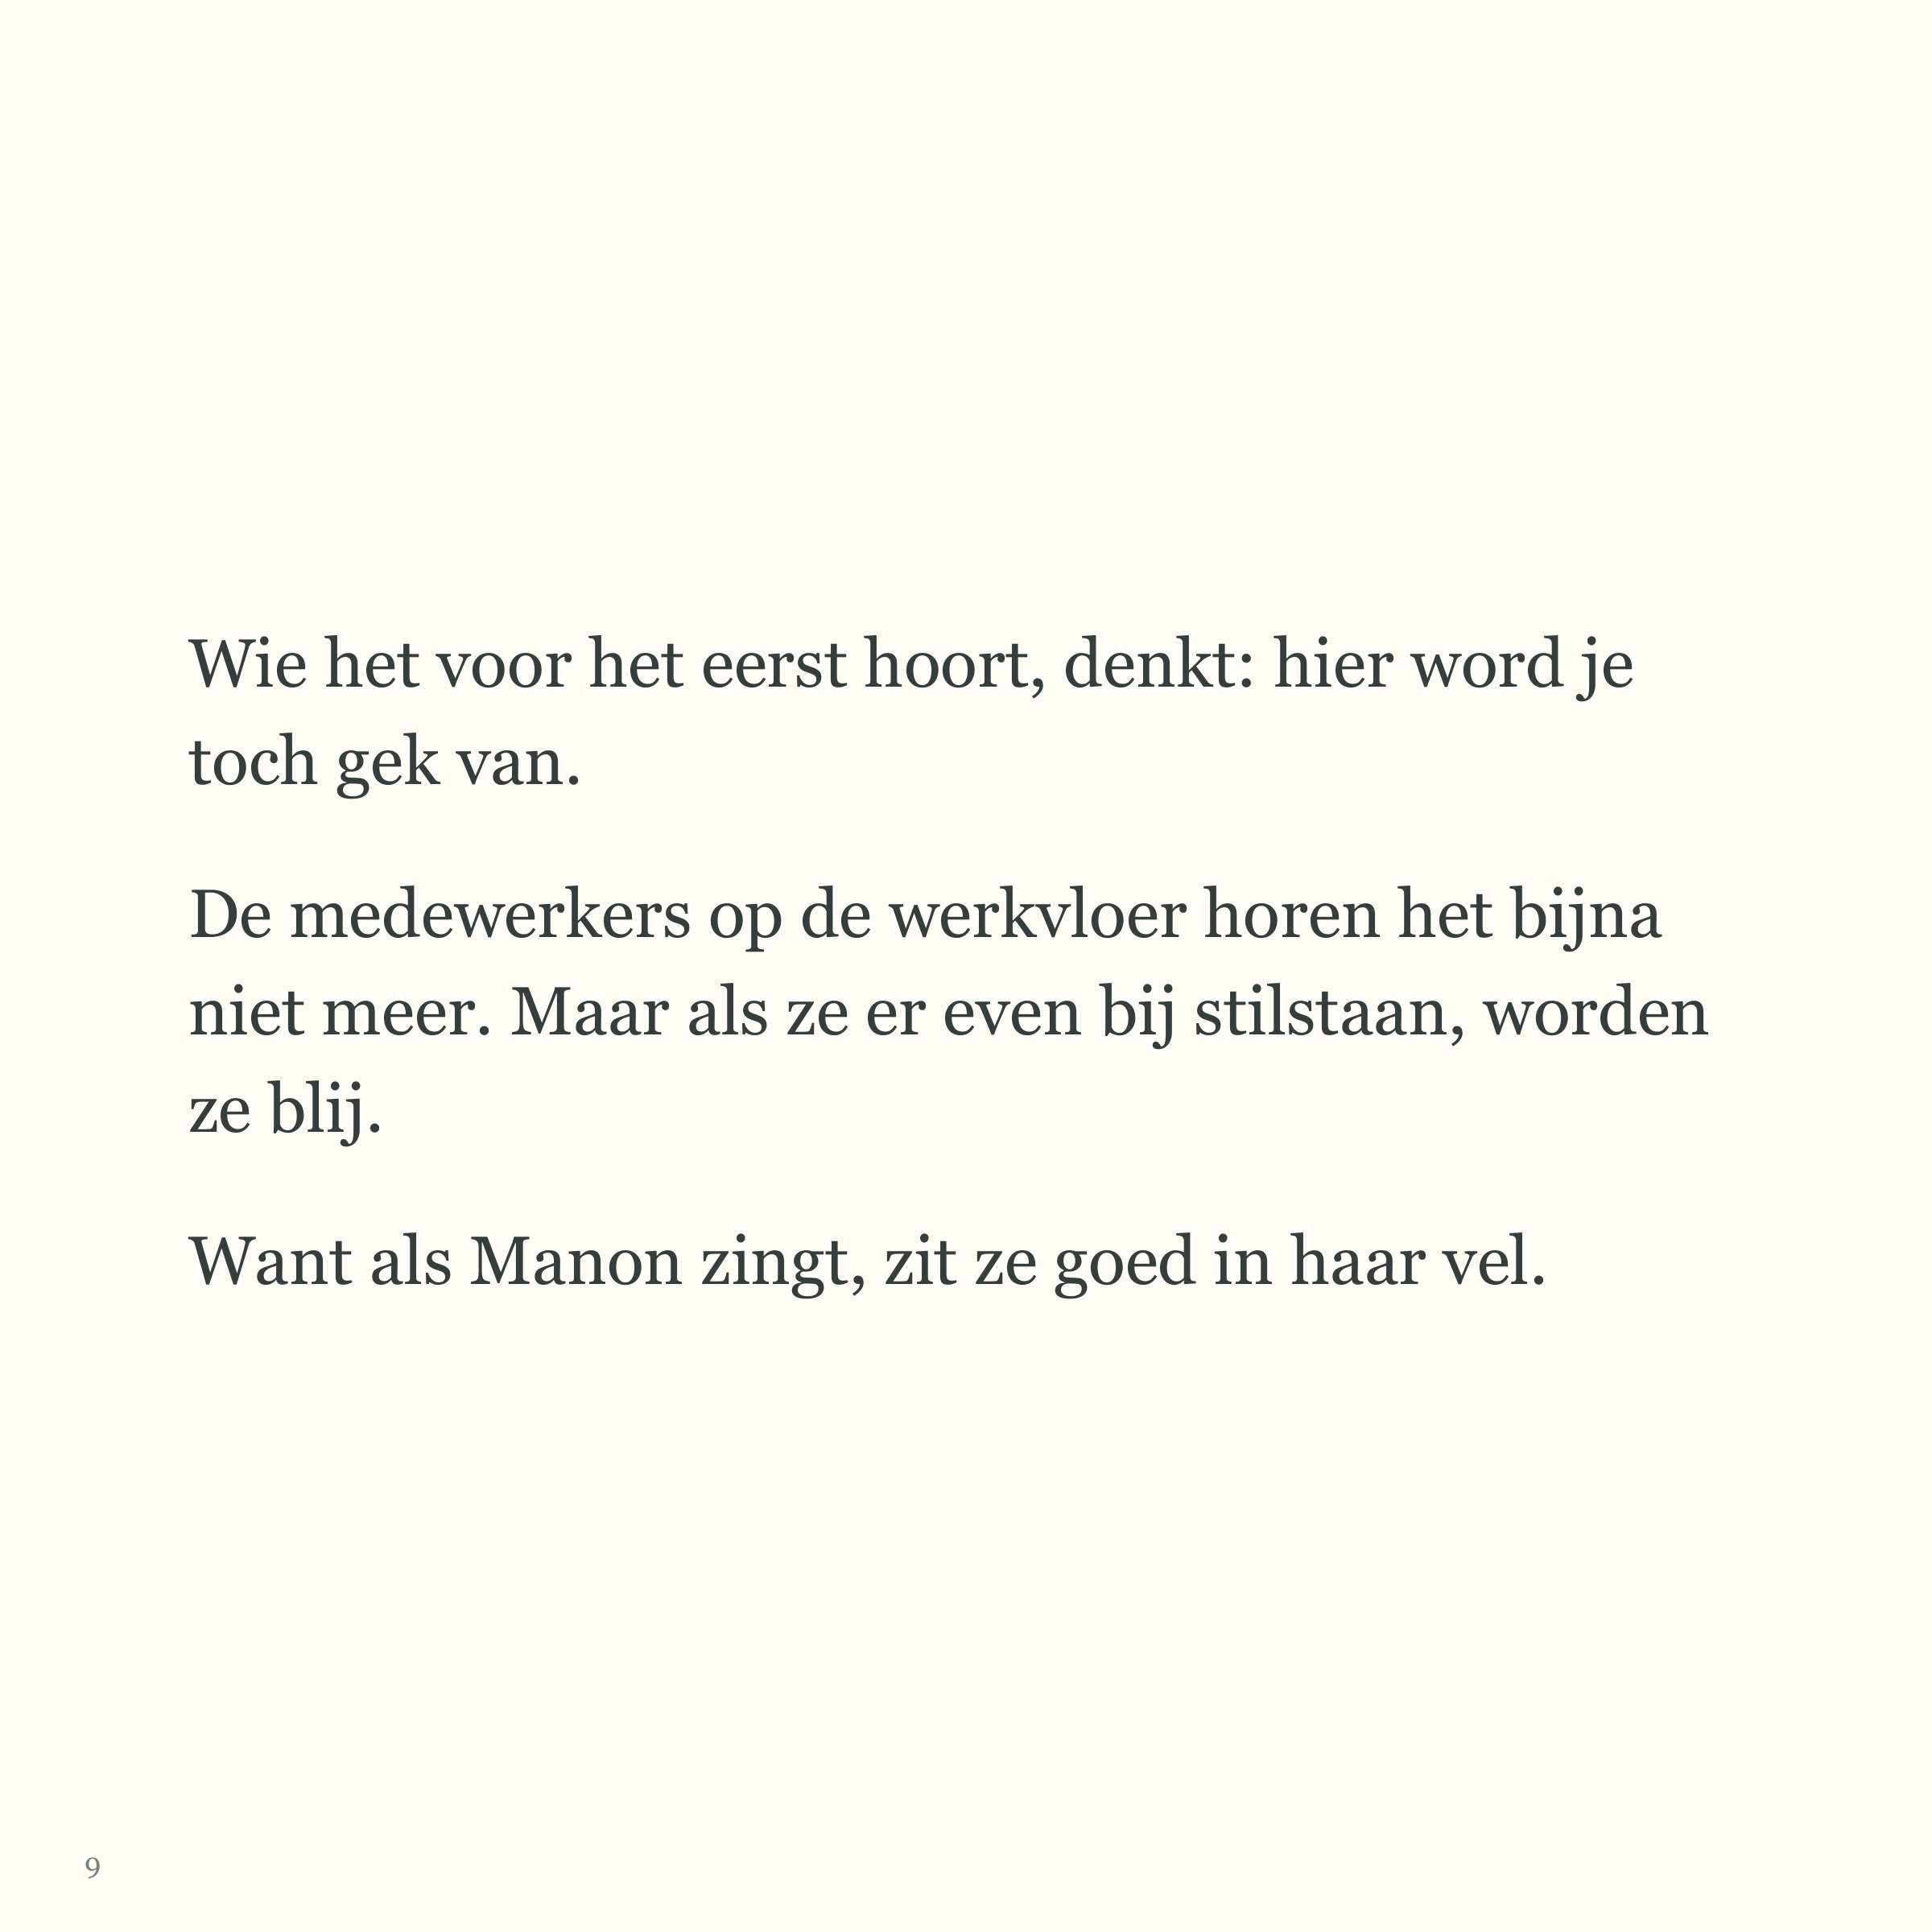 Wie het voor het eerst hoort, denkt: hier word je
toch gek van.
De medewerkers op de werkvloer horen het bijna
niet meer. Maar als ze er even bij stilstaan, worden
ze blij.
Want als Manon zingt, zit ze goed in haar vel.
9